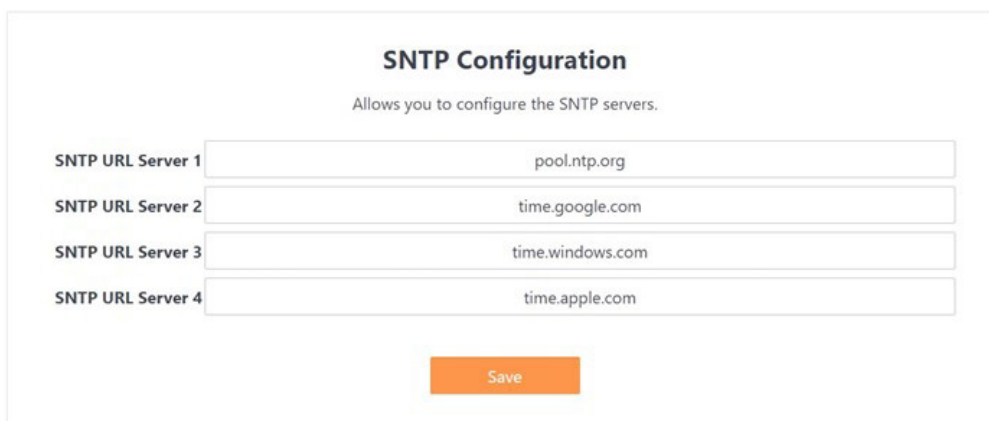 SNTP Configuration
Allows you to configure the SNTP servers.
SNTP URL Server 1 pool.ntp.org
SNTP URL Server 2 time.google.com
SNTP URL Server 3 time.windows.com
SNTP URL Server 4 time.apple.com
Save